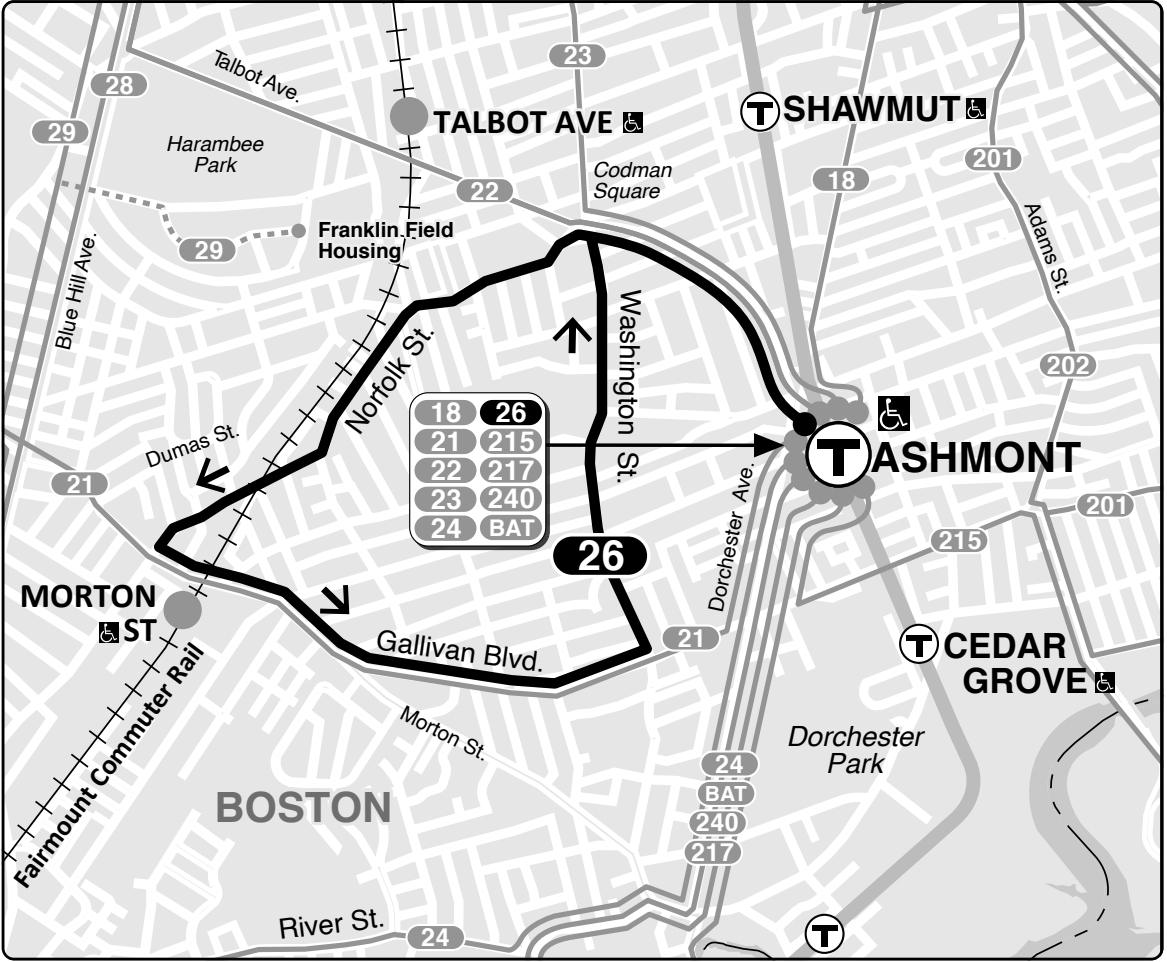 23
28
Talbot Ave.
T SHAWMUT
TALBOT AVE
29
Harambee
Park
201
Codman
Square
18
22
Adams St.
Franklin Field
Housing
29
Blue Hill Ave.
Washington St.
Norfolk St.
202
18 26
21 215
22 217
23 240
24 BAT
Dumas St.
T ASHMONT
21
Dorchester Ave.
201
215
26
MORTON
ST
21
T CEDAR
GROVE
Gallivan Blvd.
Fairmount Commuter Rail
Morton St.
Dorchester
Park
24
BAT
240
217
BOSTON
River St.
24
T